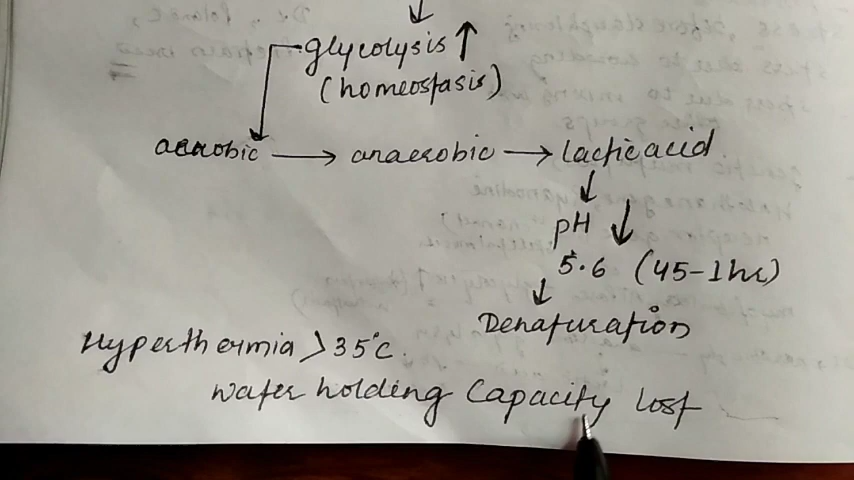 glycolysis ↑
(homeostasis)
aerobic → anaerobic → lactic acid
pH ↓
5.6 (45-1hr)
Denaturation
Hyperthermia > 35°C.
water holding Capacity lost